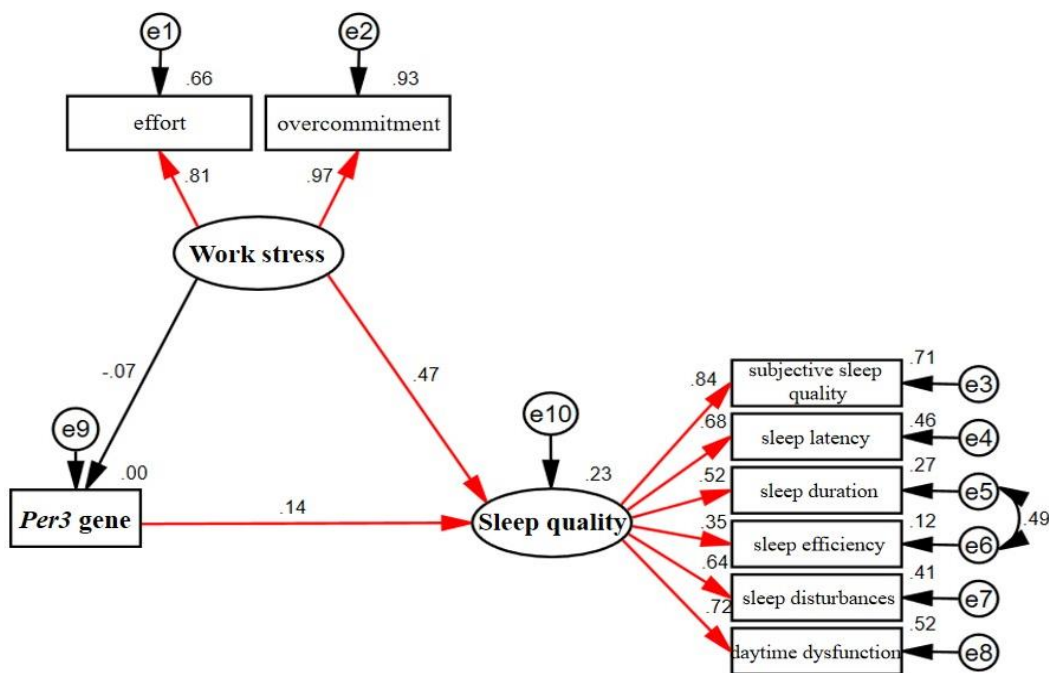 e1
e2
.66
.93
effort
overcommitment
.81
.97
Work stress
-.07
.47
e9
.00
Per3 gene
.14
e10
.23
Sleep quality
.84
subjective sleep
quality
.71
e3
.68
sleep latency
.46
e4
.52
sleep duration
.27
e5
.35
sleep efficiency
.12
e6
.49
.64
sleep disturbances
.41
e7
.72
daytime dysfunction
.52
e8